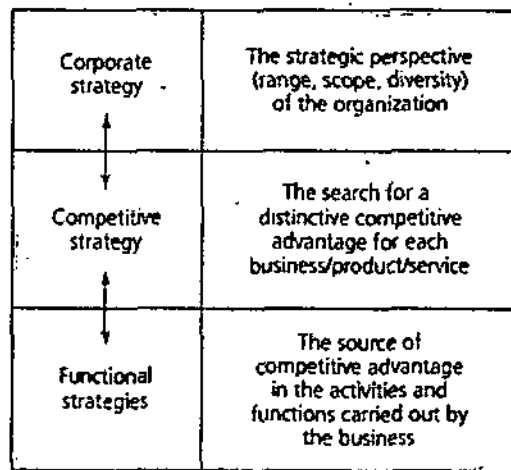 Corporate
strategy
The strategic perspective
(range, scope, diversity)
of the organization
Competitive
strategy
The search for a
distinctive competitive
advantage for each
business/product/service
Functional
strategies
The source of
competitive advantage
in the activities and
functions carried out by
the business